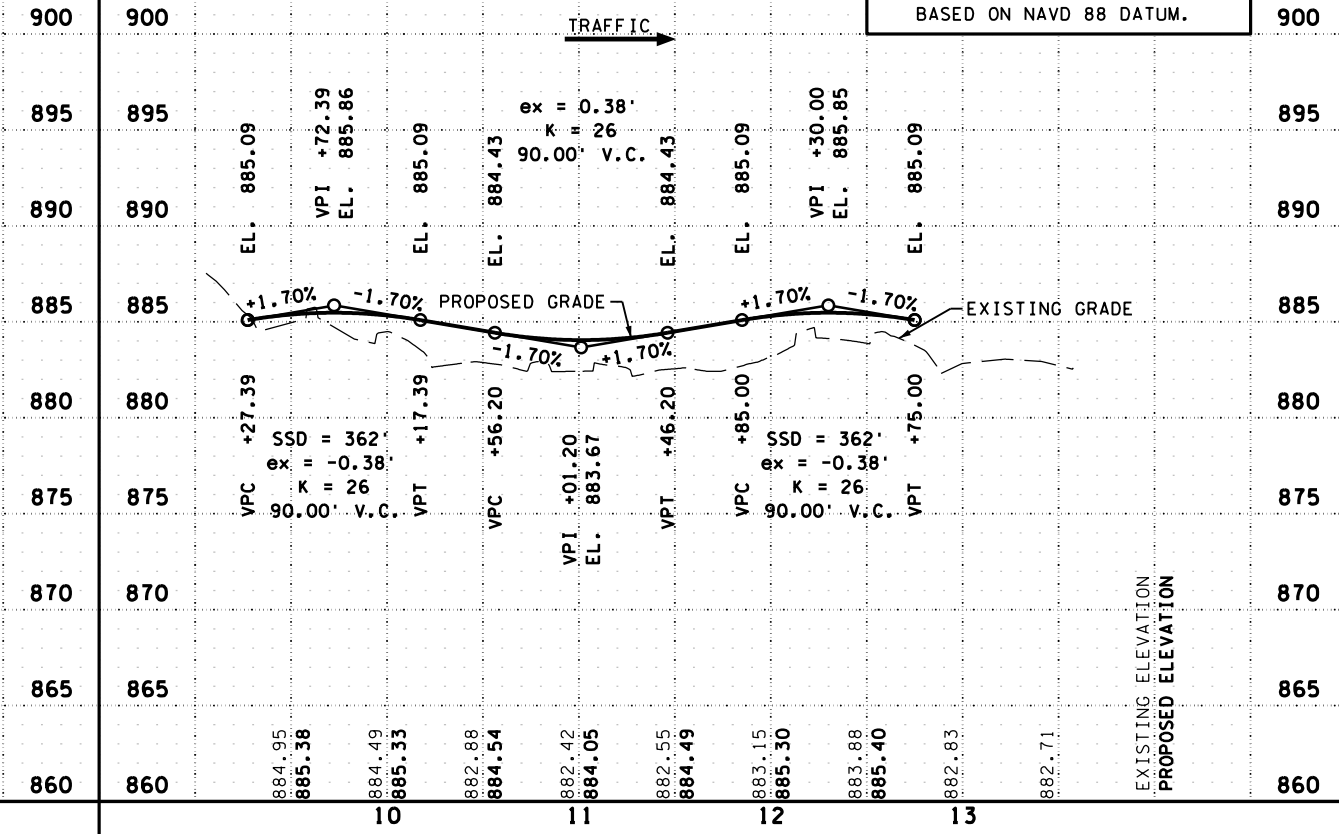 900 900 TRAFFIC BASED ON NAVD 88 DATUM. 900
895 895 895
EL. 885.09
VPI +72.39
EL. 885.86
EL. 885.09
EL. 884.43
ex = 0.38'
K = 26
90.00' V.C.
EL. 884.43
EL. 885.09
VPI +30.00
EL. 885.85
EL. 885.09
890 890 890
885 885 885
+1.70% -1.70% PROPOSED GRADE -1.70% +1.70% +1.70% -1.70% EXISTING GRADE
880 880 880
VPC +27.39
SSD = 362'
ex = -0.38'
K = 26
90.00' V.C.
VPT +17.39
VPC +56.20
VPI +01.20
EL. 883.67
VPT +46.20
VPC +85.00
SSD = 362'
ex = -0.38'
K = 26
90.00' V.C.
VPT +75.00
875 875 875
870 870 870
865 865 865
884.95
885.38
884.49
885.33
882.88
884.54
882.42
884.05
882.55
884.49
883.15
885.30
883.88
885.40
882.83
882.71
EXISTING ELEVATION
PROPOSED ELEVATION
860 860 860
10 11 12 13